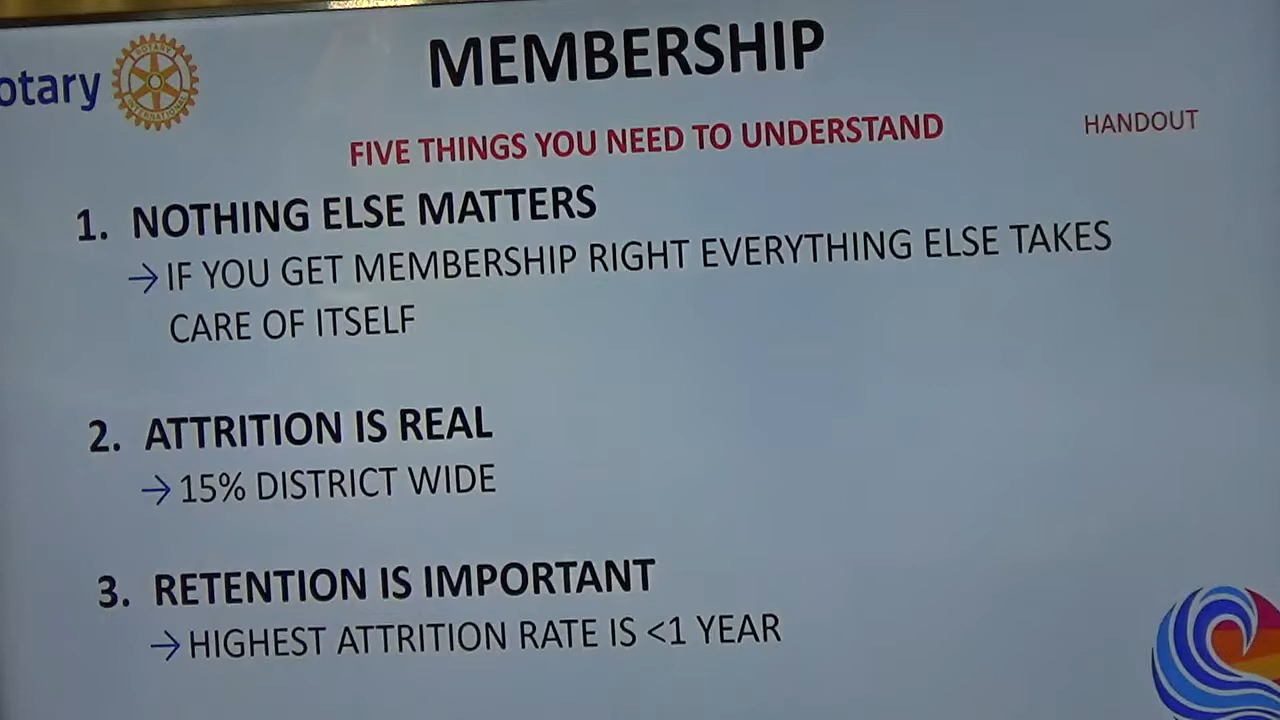 MEMBERSHIP
otary
ROTARY
INTERNATIONAL
FIVE THINGS YOU NEED TO UNDERSTAND
HANDOUT
1. NOTHING ELSE MATTERS
→ IF YOU GET MEMBERSHIP RIGHT EVERYTHING ELSE TAKES
CARE OF ITSELF
2. ATTRITION IS REAL
→ 15% DISTRICT WIDE
3. RETENTION IS IMPORTANT
→ HIGHEST ATTRITION RATE IS <1 YEAR